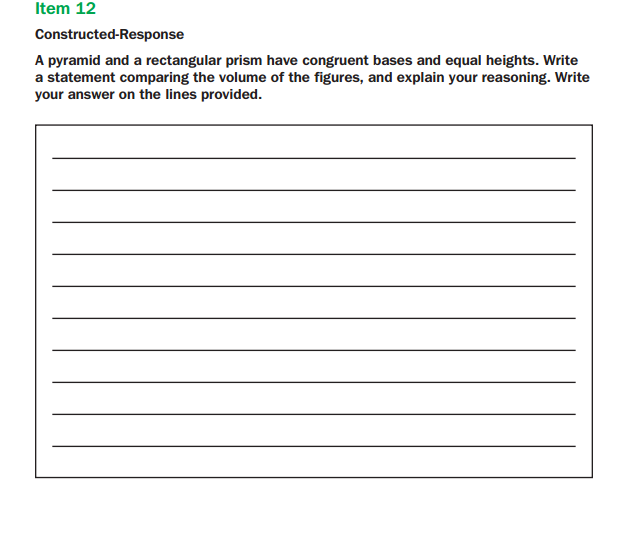 Item 12
Constructed-Response
A pyramid and a rectangular prism have congruent bases and equal heights. Write
a statement comparing the volume of the figures, and explain your reasoning. Write
your answer on the lines provided.